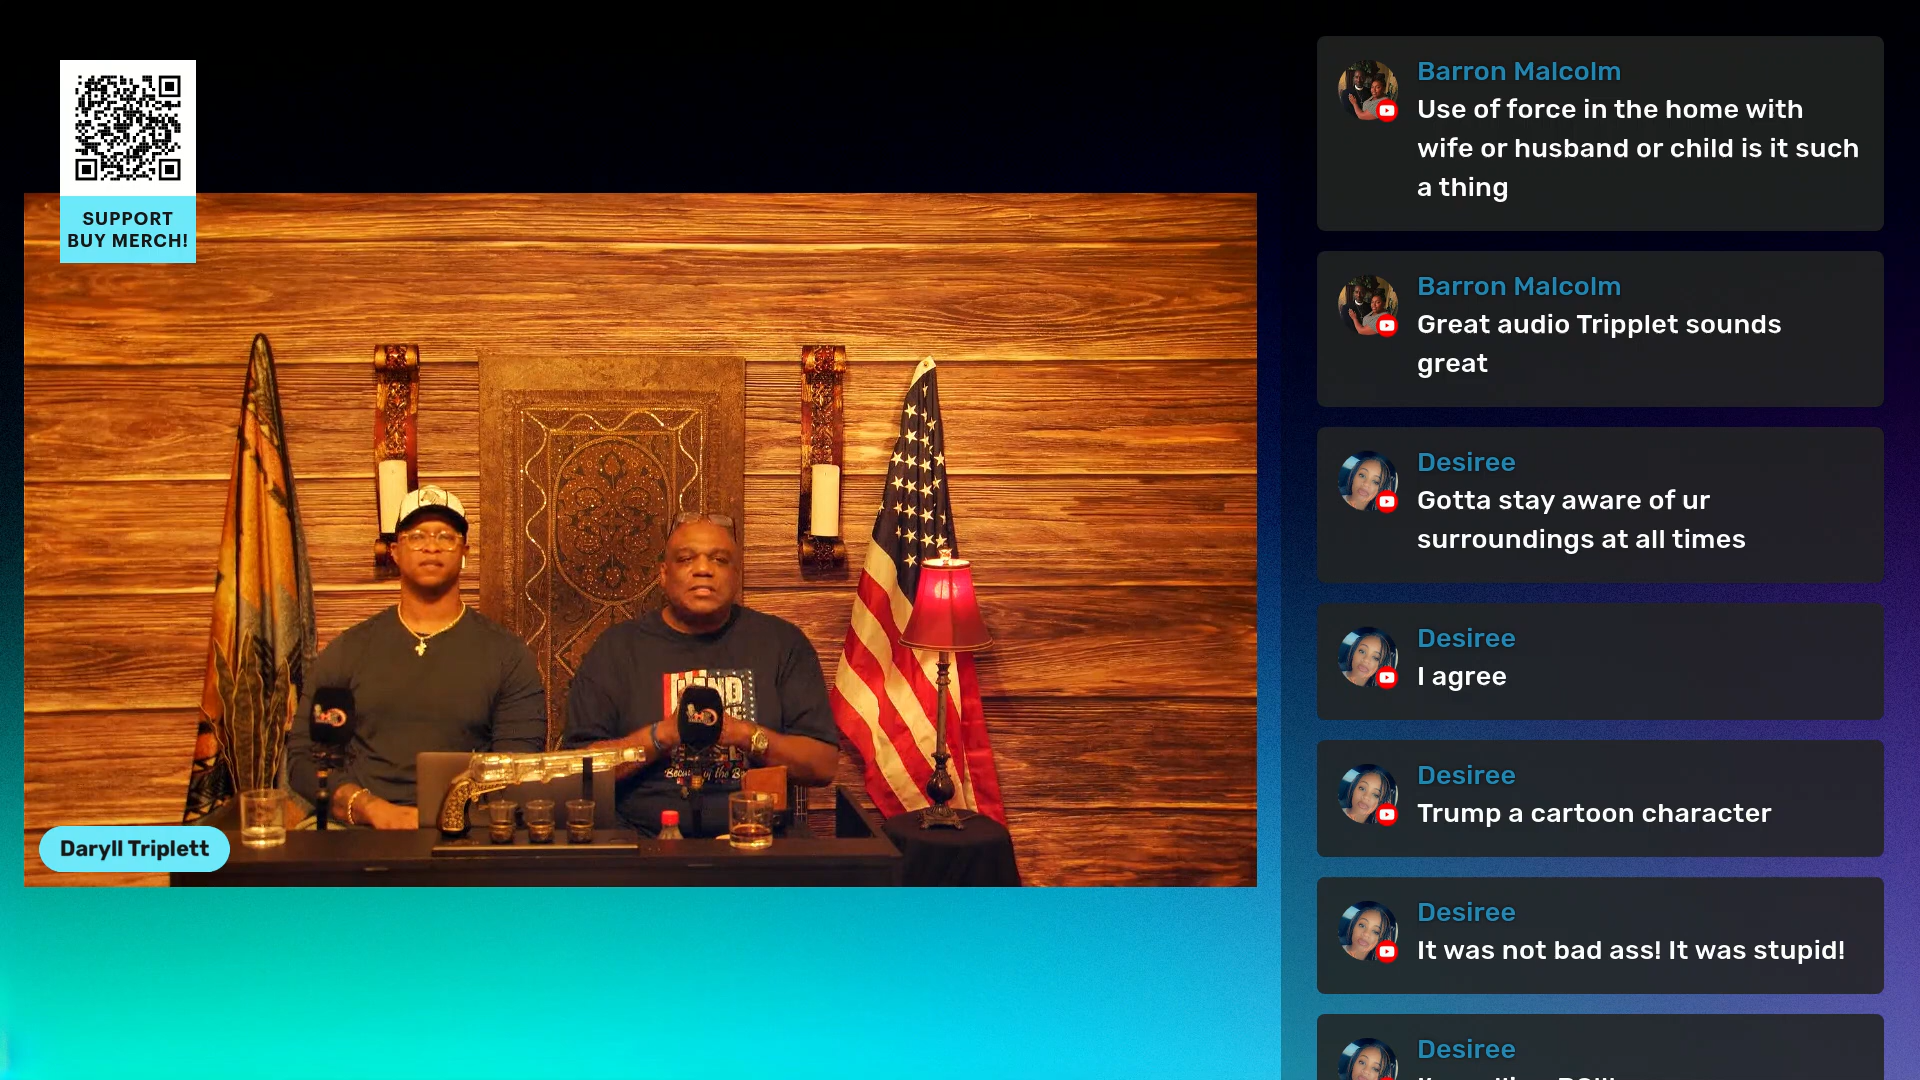 SUPPORT
BUY MERCH!
Daryll Triplett
Barron Malcolm
Use of force in the home with
wife or husband or child is it such
a thing
Barron Malcolm
Great audio Tripplet sounds
great
Desiree
Gotta stay aware of ur
surroundings at all times
Desiree
I agree
Desiree
Trump a cartoon character
Desiree
It was not bad ass! It was stupid!
Desiree